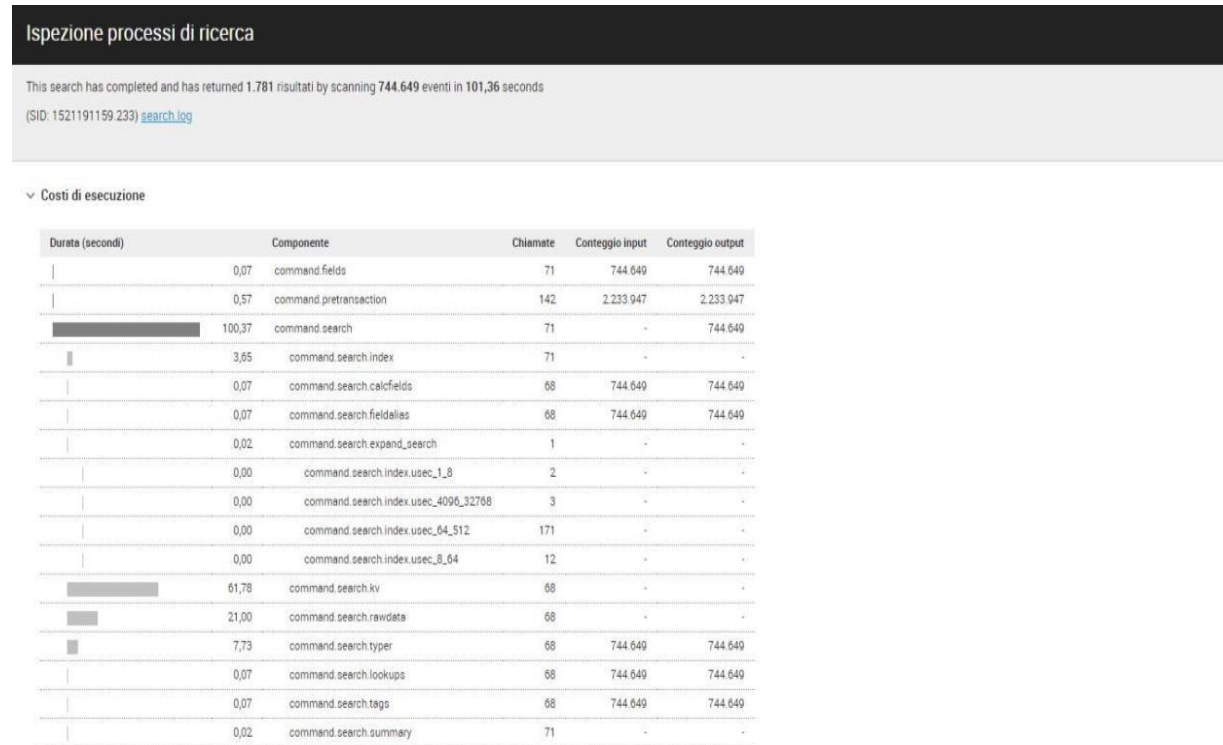 Ispezione processi di ricerca
This search has completed and has returned 1.781 risultati by scanning 744.649 eventi in 101,36 seconds
(SID: 1521191159.233) search.log
Costi di esecuzione
Durata (secondi) Componente Chiamate Conteggio input Conteggio output
0,07 command.fields 71 744.649 744.649
0,57 command.pretransaction 142 2.233.947 2.233.947
100,37 command.search 71 - 744.649
3,65 command.search.index 71 - -
0,07 command.search.calcfields 68 744.649 744.649
0,07 command.search.fieldalias 68 744.649 744.649
0,02 command.search.expand_search 1 - -
0,00 command.search.index.usec_1_8 2 - -
0,00 command.search.index.usec_4096_32768 3 - -
0,00 command.search.index.usec_64_512 171 - -
0,00 command.search.index.usec_8_64 12 - -
61,78 command.search.kv 68 - -
21,00 command.search.rawdata 68 - -
7,73 command.search.typer 68 744.649 744.649
0,07 command.search.lookups 68 744.649 744.649
0,07 command.search.tags 68 744.649 744.649
0,02 command.search.summary 71 - -